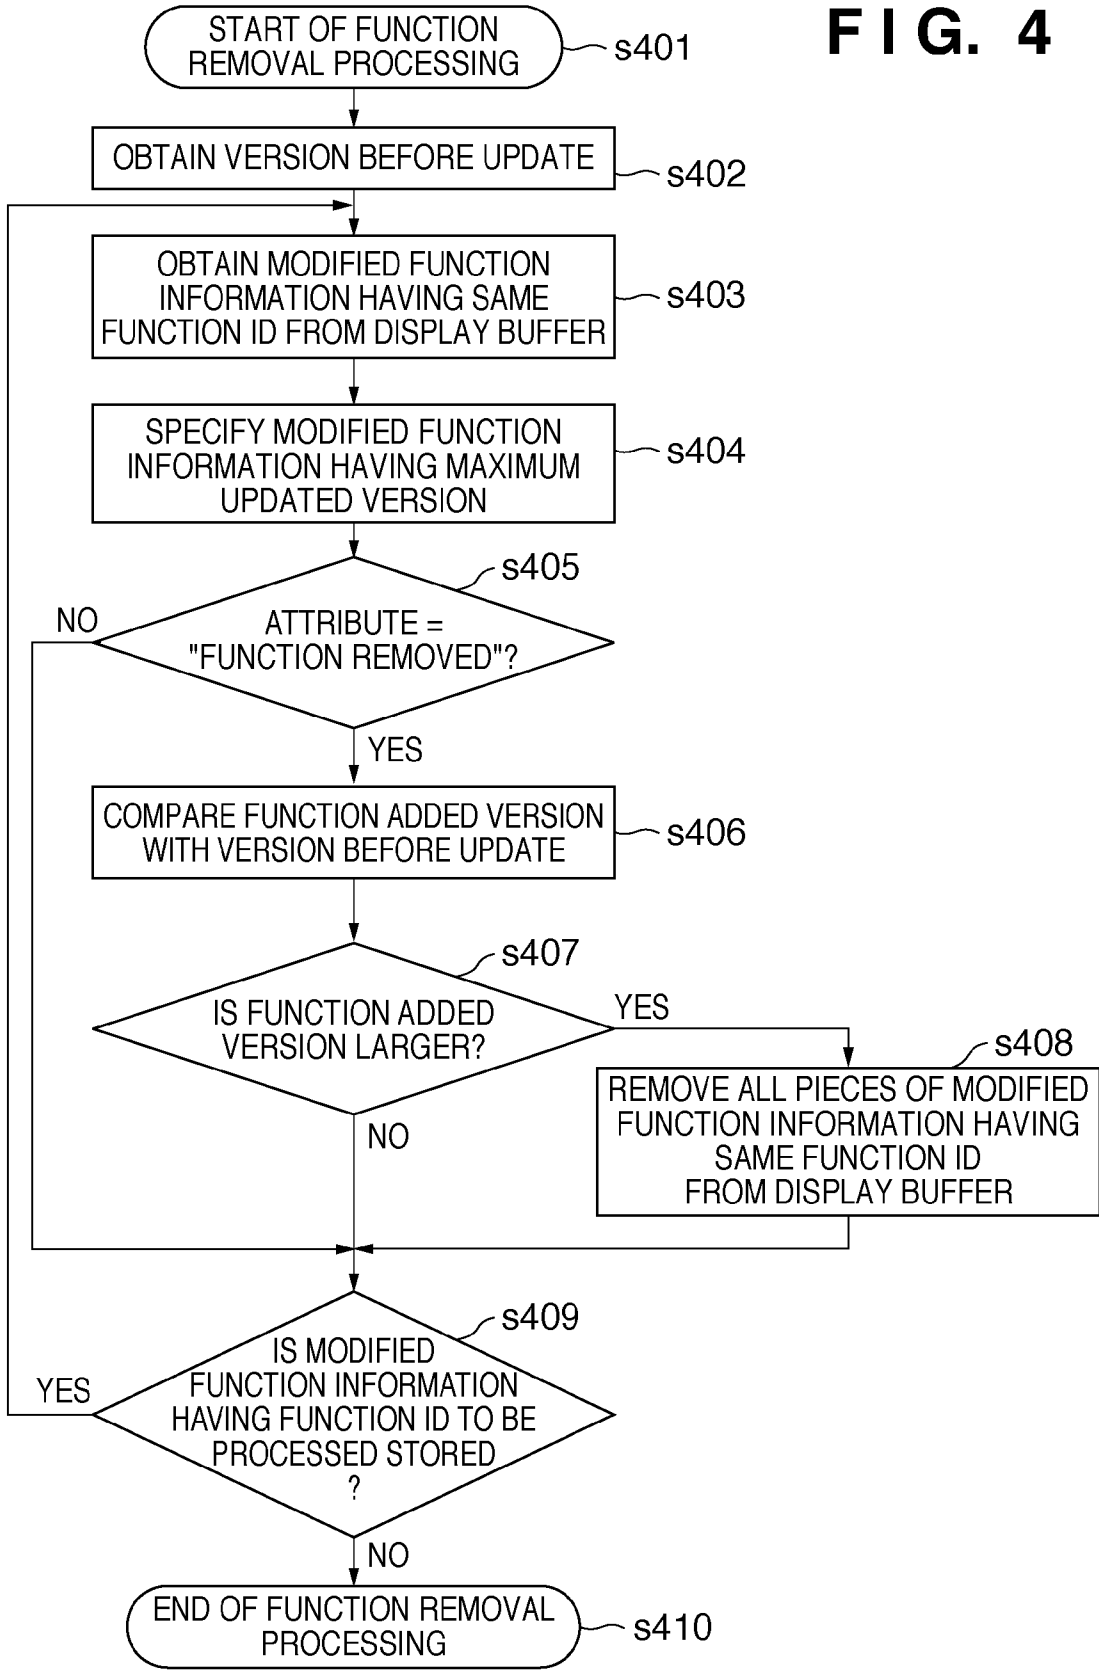 FIG. 4
START OF FUNCTION
REMOVAL PROCESSING
s401
OBTAIN VERSION BEFORE UPDATE
s402
OBTAIN MODIFIED FUNCTION
INFORMATION HAVING SAME
FUNCTION ID FROM DISPLAY BUFFER
s403
SPECIFY MODIFIED FUNCTION
INFORMATION HAVING MAXIMUM
UPDATED VERSION
s404
s405
NO
ATTRIBUTE =
"FUNCTION REMOVED"?
YES
COMPARE FUNCTION ADDED VERSION
WITH VERSION BEFORE UPDATE
s406
s407
IS FUNCTION ADDED
VERSION LARGER?
YES
NO
s408
REMOVE ALL PIECES OF MODIFIED
FUNCTION INFORMATION HAVING
SAME FUNCTION ID
FROM DISPLAY BUFFER
s409
IS MODIFIED
FUNCTION INFORMATION
HAVING FUNCTION ID TO BE
PROCESSED STORED
?
YES
NO
END OF FUNCTION REMOVAL
PROCESSING
s410